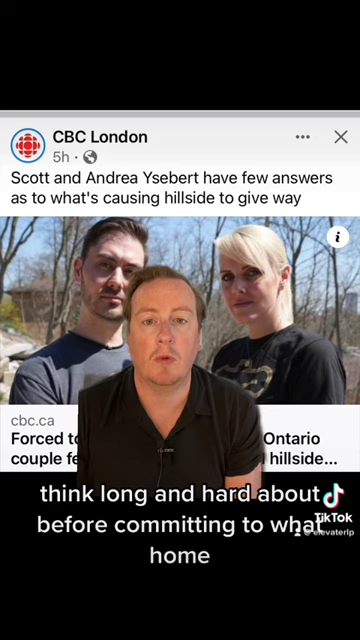 CBC London
5h ·
Scott and Andrea Ysebert have few answers
as to what's causing hillside to give way
cbc.ca
Forced to Ontario
couple fe hillside...
think long and hard about
before committing to what
home
TikTok
@elevaterlp